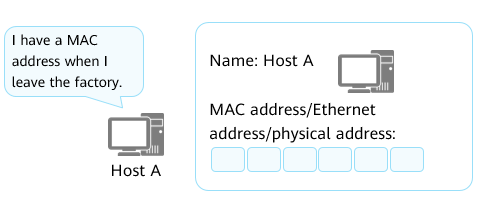 I have a MAC
address when I
leave the factory.
Host A
Name: Host A
MAC address/Ethernet
address/physical address: